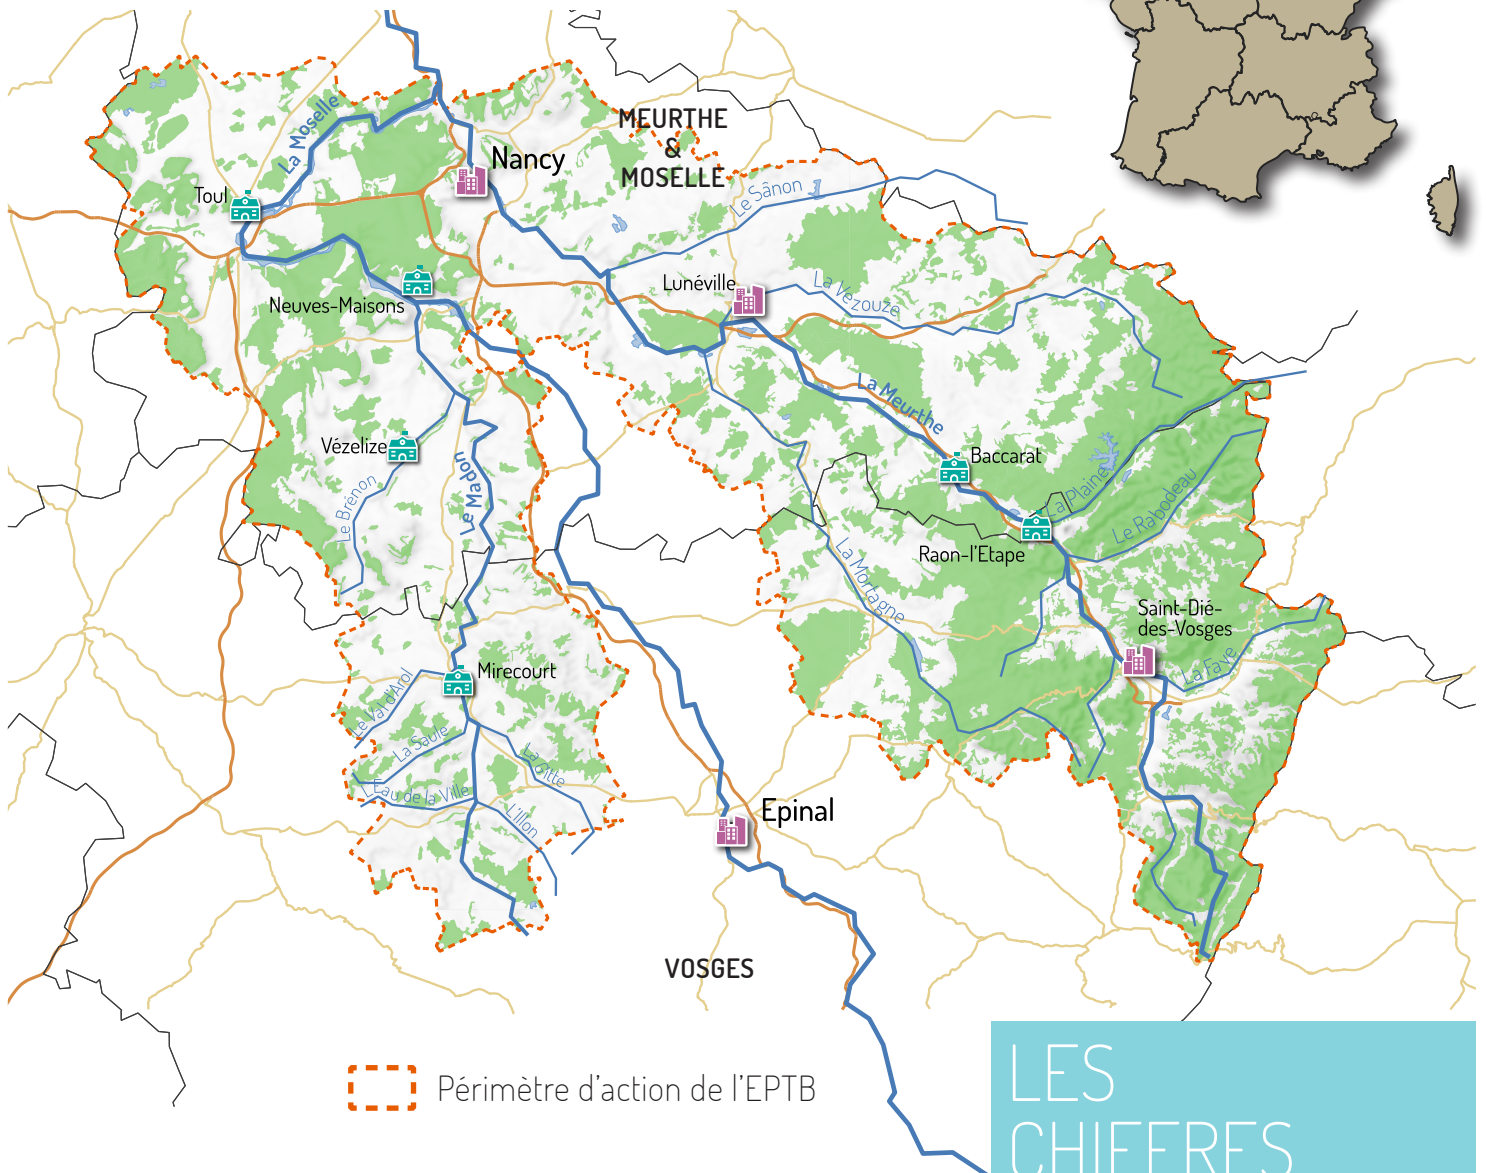 MEURTHE
&
MOSELLE
La Moselle
Nancy
Toul
Le Sânon
Lunéville
La Vezouze
Neuves-Maisons
La Meurthe
Vézelize
Le Madon
Le Brénon
Baccarat
La Plaine
Le Rabodeau
Raon-l'Etape
La Mortagne
Saint-Dié-
des-Vosges
La Fave
Mirecourt
Le Val d'Arol
La Saule
La Gitte
L'Eau de la Ville
L'Illon
Epinal
VOSGES
Périmètre d'action de l'EPTB
LES
CHIFFRES